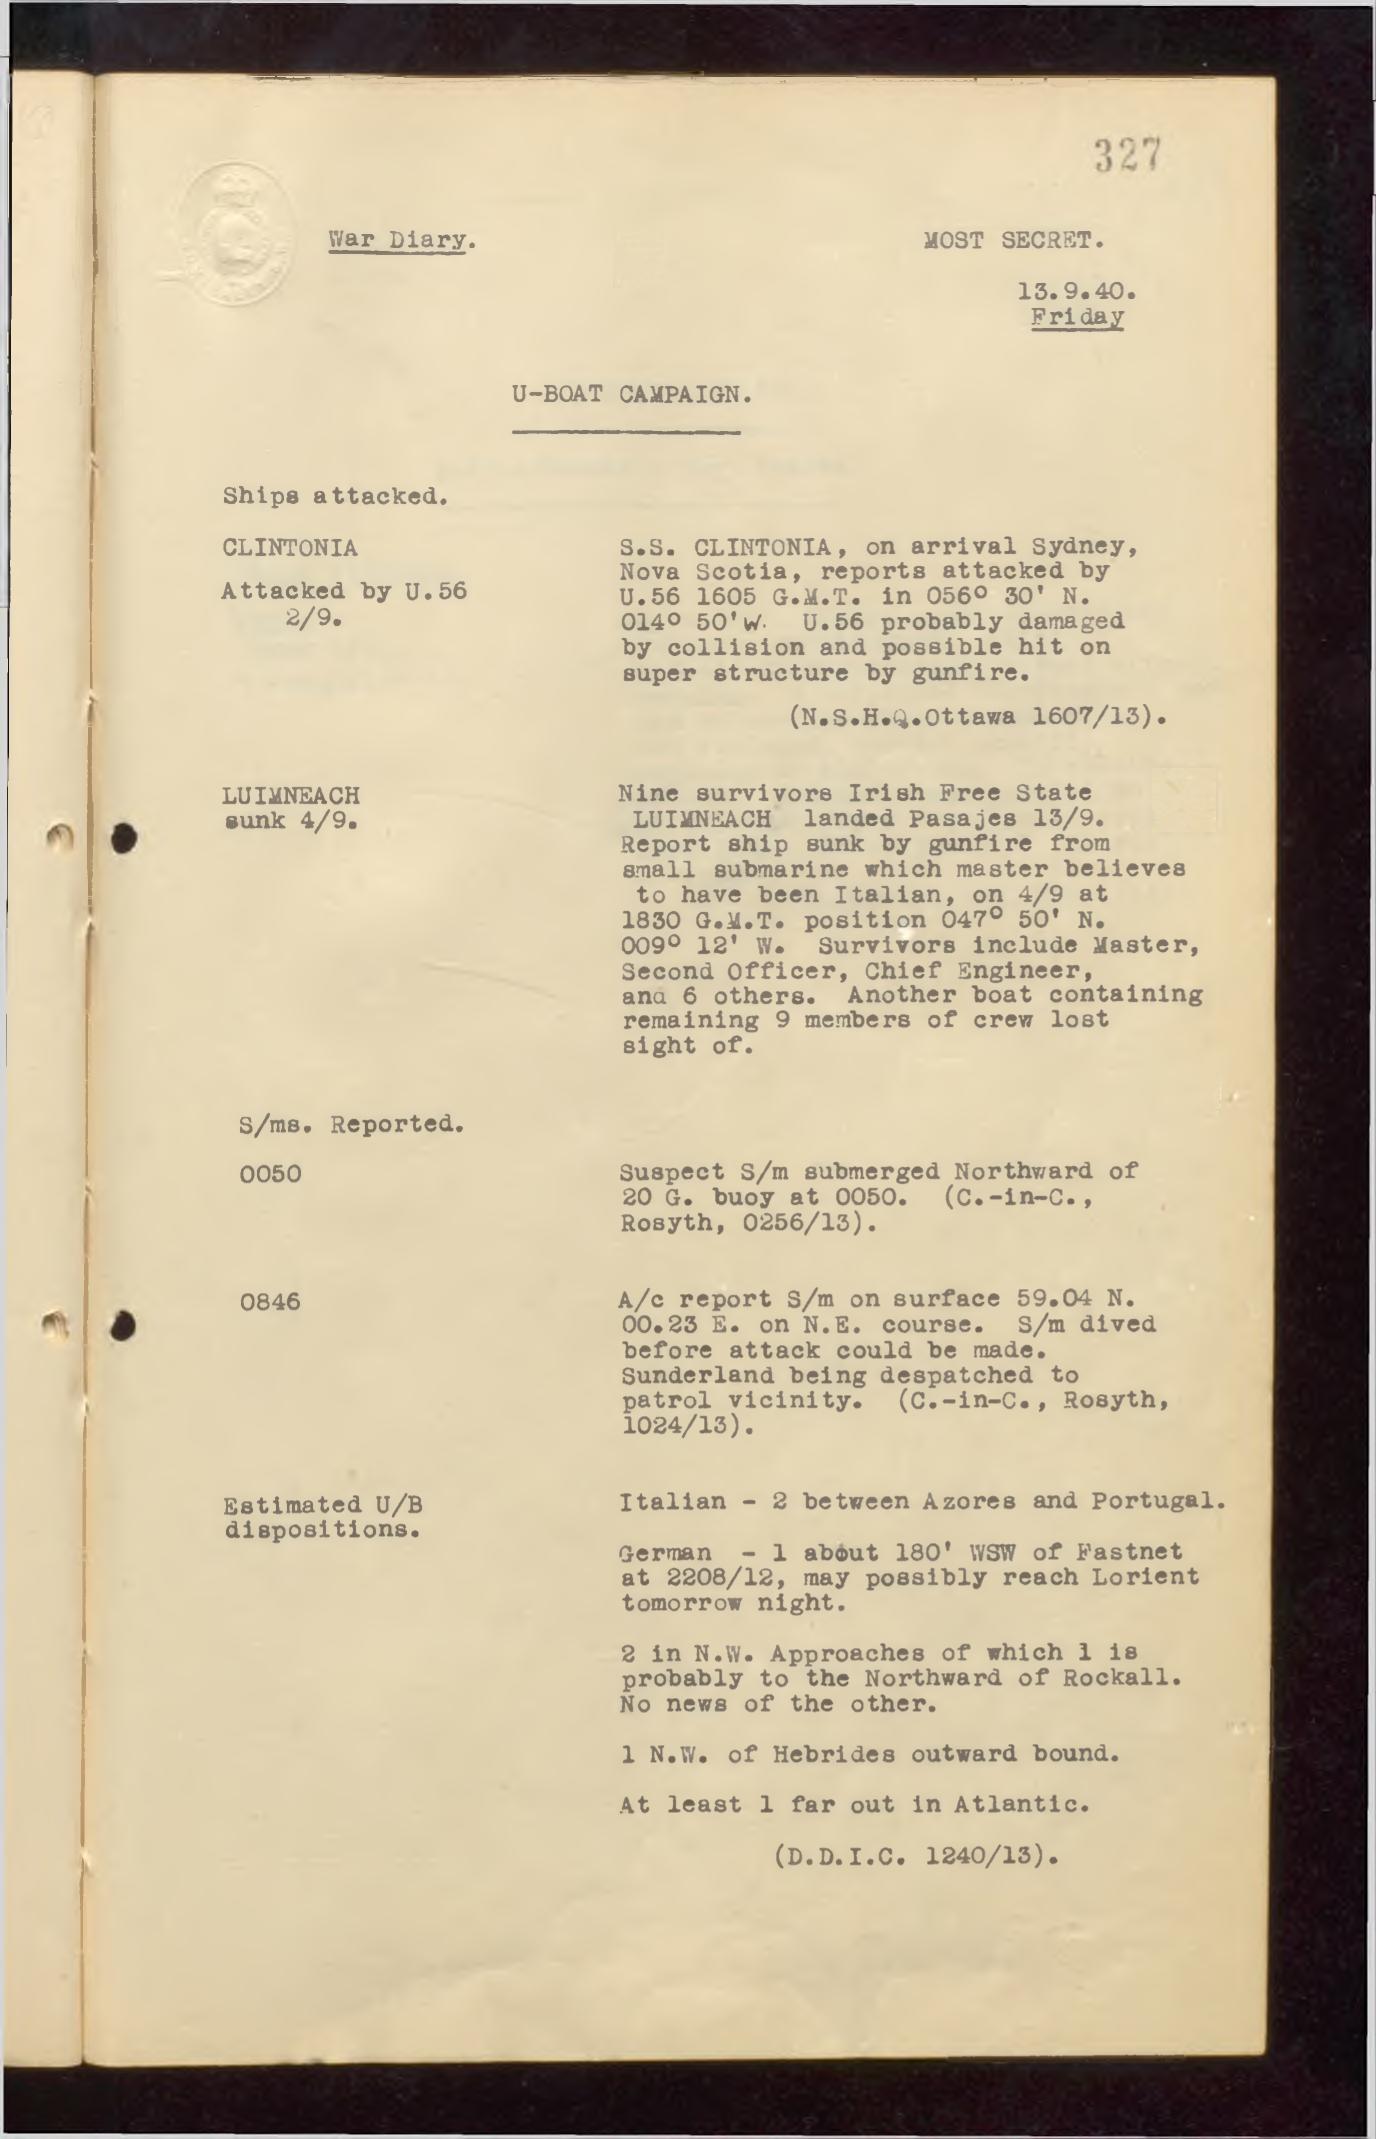 327
War Diary.
MOST SECRET.
13.9.40.
Friday
U-BOAT CAMPAIGN.
Ships attacked.
CLINTONIA
Attacked by U.56
2/9.
S.S. CLINTONIA, on arrival Sydney,
Nova Scotia, reports attacked by
U.56 1605 G.M.T. in 056° 30' N.
014° 50' W. U.56 probably damaged
by collision and possible hit on
super structure by gunfire.
(N.S.H.Q.Ottawa 1607/13).
LUIMNEACH
sunk 4/9.
Nine survivors Irish Free State
LUIMNEACH landed Pasajes 13/9.
Report ship sunk by gunfire from
small submarine which master believes
to have been Italian, on 4/9 at
1830 G.M.T. position 047° 50' N.
009° 12' W. Survivors include Master,
Second Officer, Chief Engineer,
and 6 others. Another boat containing
remaining 9 members of crew lost
sight of.
S/ms. Reported.
0050
Suspect S/m submerged Northward of
20 G. buoy at 0050. (C.-in-C.,
Rosyth, 0256/13).
0846
A/c report S/m on surface 59.04 N.
00.23 E. on N.E. course. S/m dived
before attack could be made.
Sunderland being despatched to
patrol vicinity. (C.-in-C., Rosyth,
1024/13).
Estimated U/B
dispositions.
Italian - 2 between Azores and Portugal.
German - 1 about 180' WSW of Fastnet
at 2208/12, may possibly reach Lorient
tomorrow night.
2 in N.W. Approaches of which 1 is
probably to the Northward of Rockall.
No news of the other.
1 N.W. of Hebrides outward bound.
At least 1 far out in Atlantic.
(D.D.I.C. 1240/13).